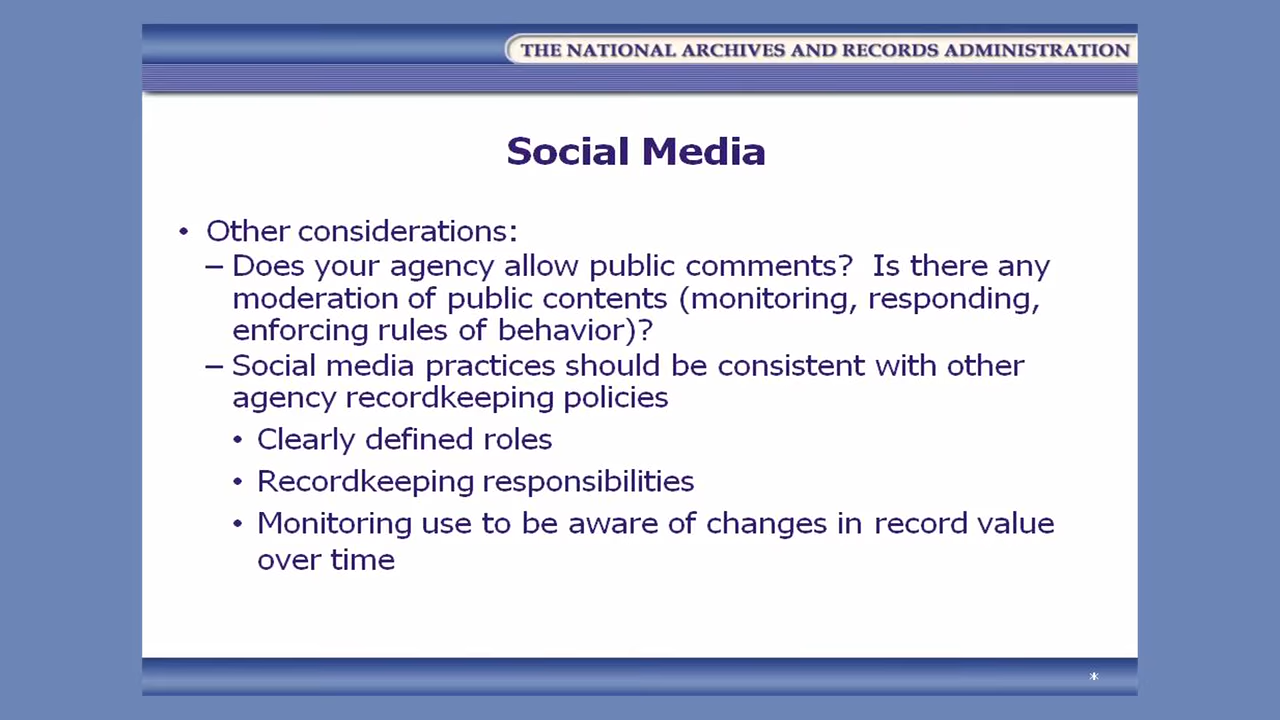 THE NATIONAL ARCHIVES AND RECORDS ADMINISTRATION
Social Media
• Other considerations:
– Does your agency allow public comments?  Is there any
moderation of public contents (monitoring, responding,
enforcing rules of behavior)?
– Social media practices should be consistent with other
agency recordkeeping policies
• Clearly defined roles
• Recordkeeping responsibilities
• Monitoring use to be aware of changes in record value
over time
*